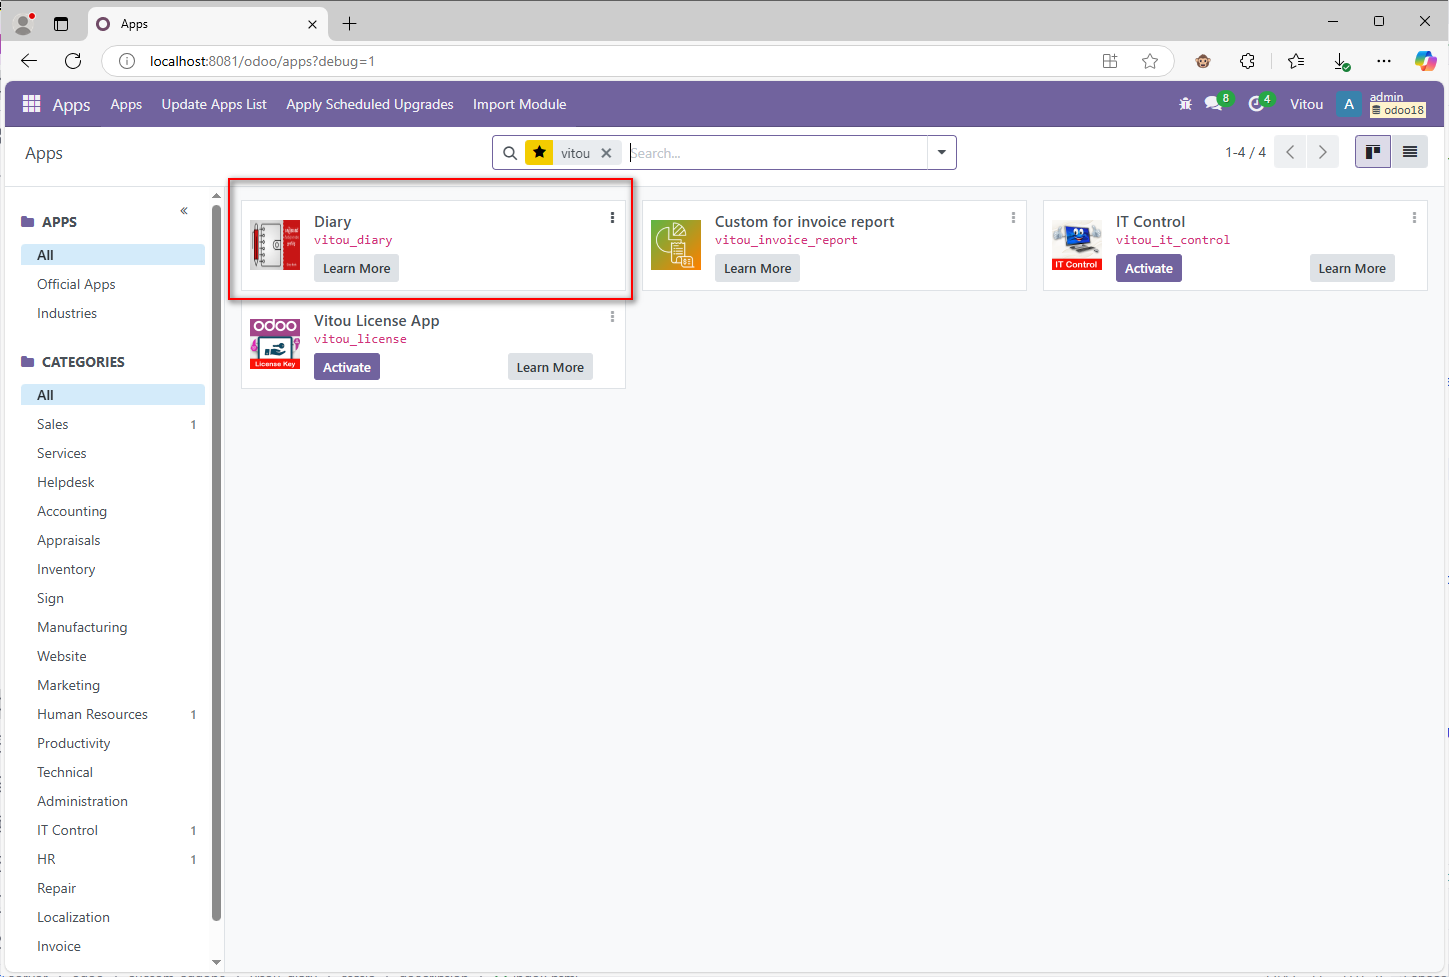 Apps
localhost:8081/odoo/apps?debug=1
Apps Apps Update Apps List Apply Scheduled Upgrades Import Module 8 4 Vitou A admin
odoo18
Apps vitou Search... 1-4 / 4
APPS
All
Official Apps
Industries
CATEGORIES
All
Sales 1
Services
Helpdesk
Accounting
Appraisals
Inventory
Sign
Manufacturing
Website
Marketing
Human Resources 1
Productivity
Technical
Administration
IT Control 1
HR 1
Repair
Localization
Invoice
Diary
vitou_diary
Learn More
Custom for invoice report
vitou_invoice_report
Learn More
IT Control
IT Control
vitou_it_control
Activate Learn More
odoo
License Key
Vitou License App
vitou_license
Activate Learn More